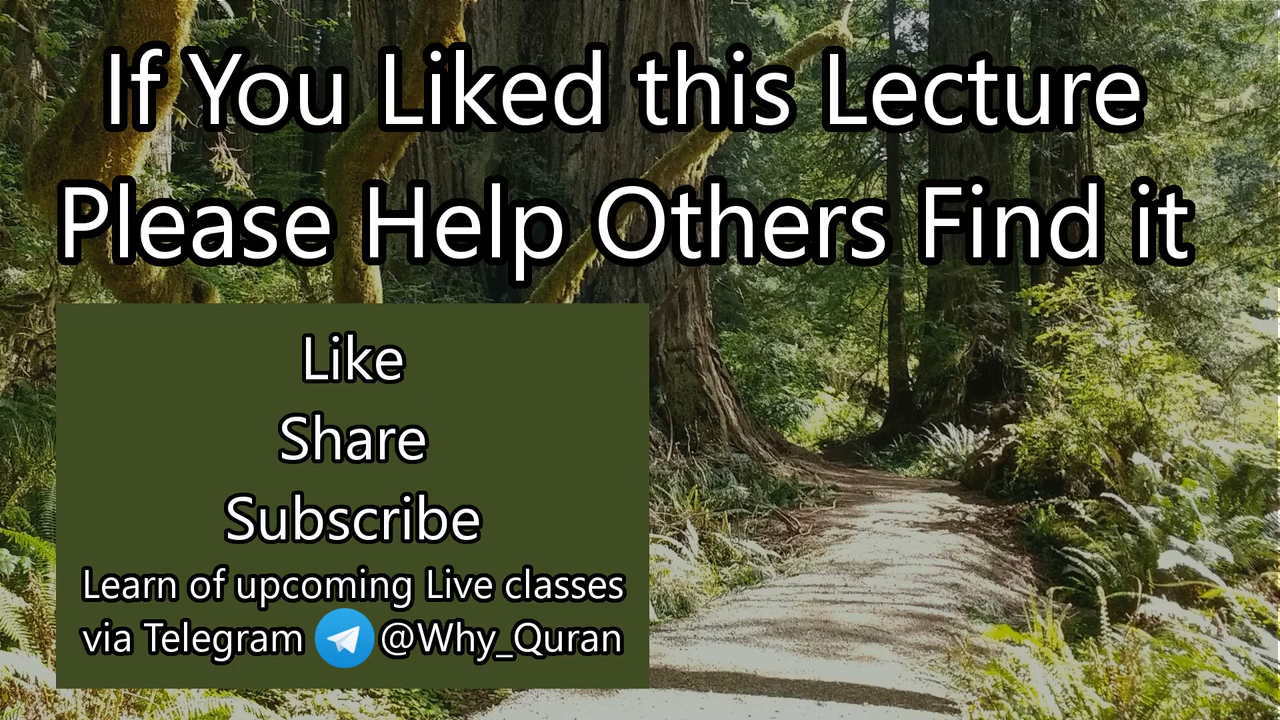 If You Liked this Lecture
Please Help Others Find it
Like
Share
Subscribe
Learn of upcoming Live classes
via Telegram @Why_Quran